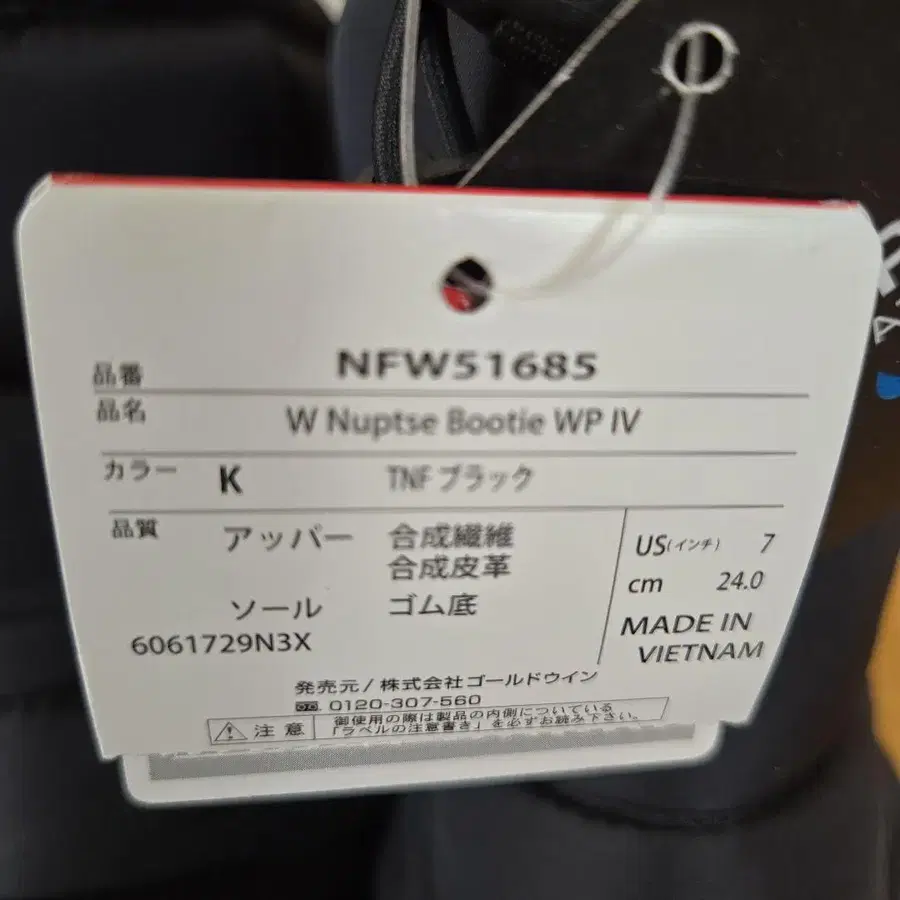 品番 NFW51685
品名 W Nuptse Bootie WP IV
カラー K TNFブラック
品質 アッパー 合成繊維
合成皮革
ソール ゴム底
6061729N3X
US(インチ) 7
cm 24.0
MADE IN
VIETNAM
発売元/株式会社ゴールドウイン
0120-307-560
注意 御使用の際は製品の内側についている
「ラベルの注意書き」を必ずお読み下さい。